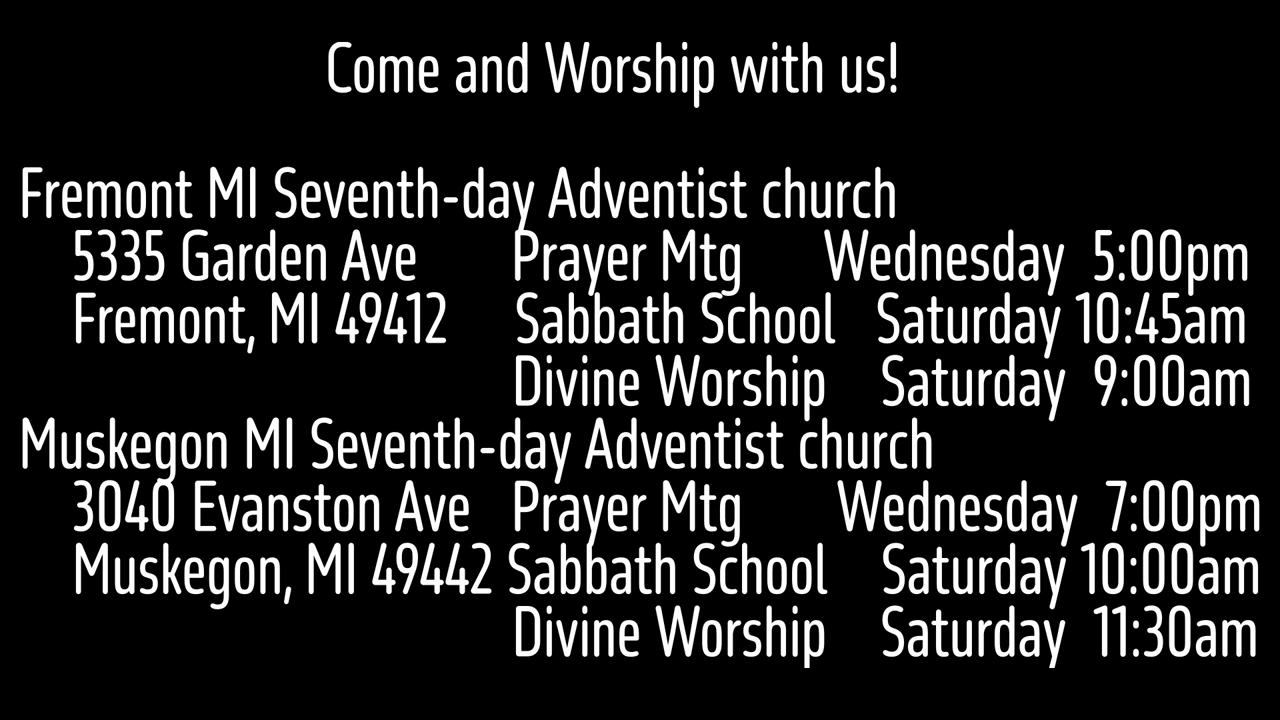 Come and Worship with us!
Fremont MI Seventh-day Adventist church
5335 Garden Ave Prayer Mtg Wednesday 5:00pm
Fremont, MI 49412 Sabbath School Saturday 10:45am
Divine Worship Saturday 9:00am
Muskegon MI Seventh-day Adventist church
3040 Evanston Ave Prayer Mtg Wednesday 7:00pm
Muskegon, MI 49442 Sabbath School Saturday 10:00am
Divine Worship Saturday 11:30am